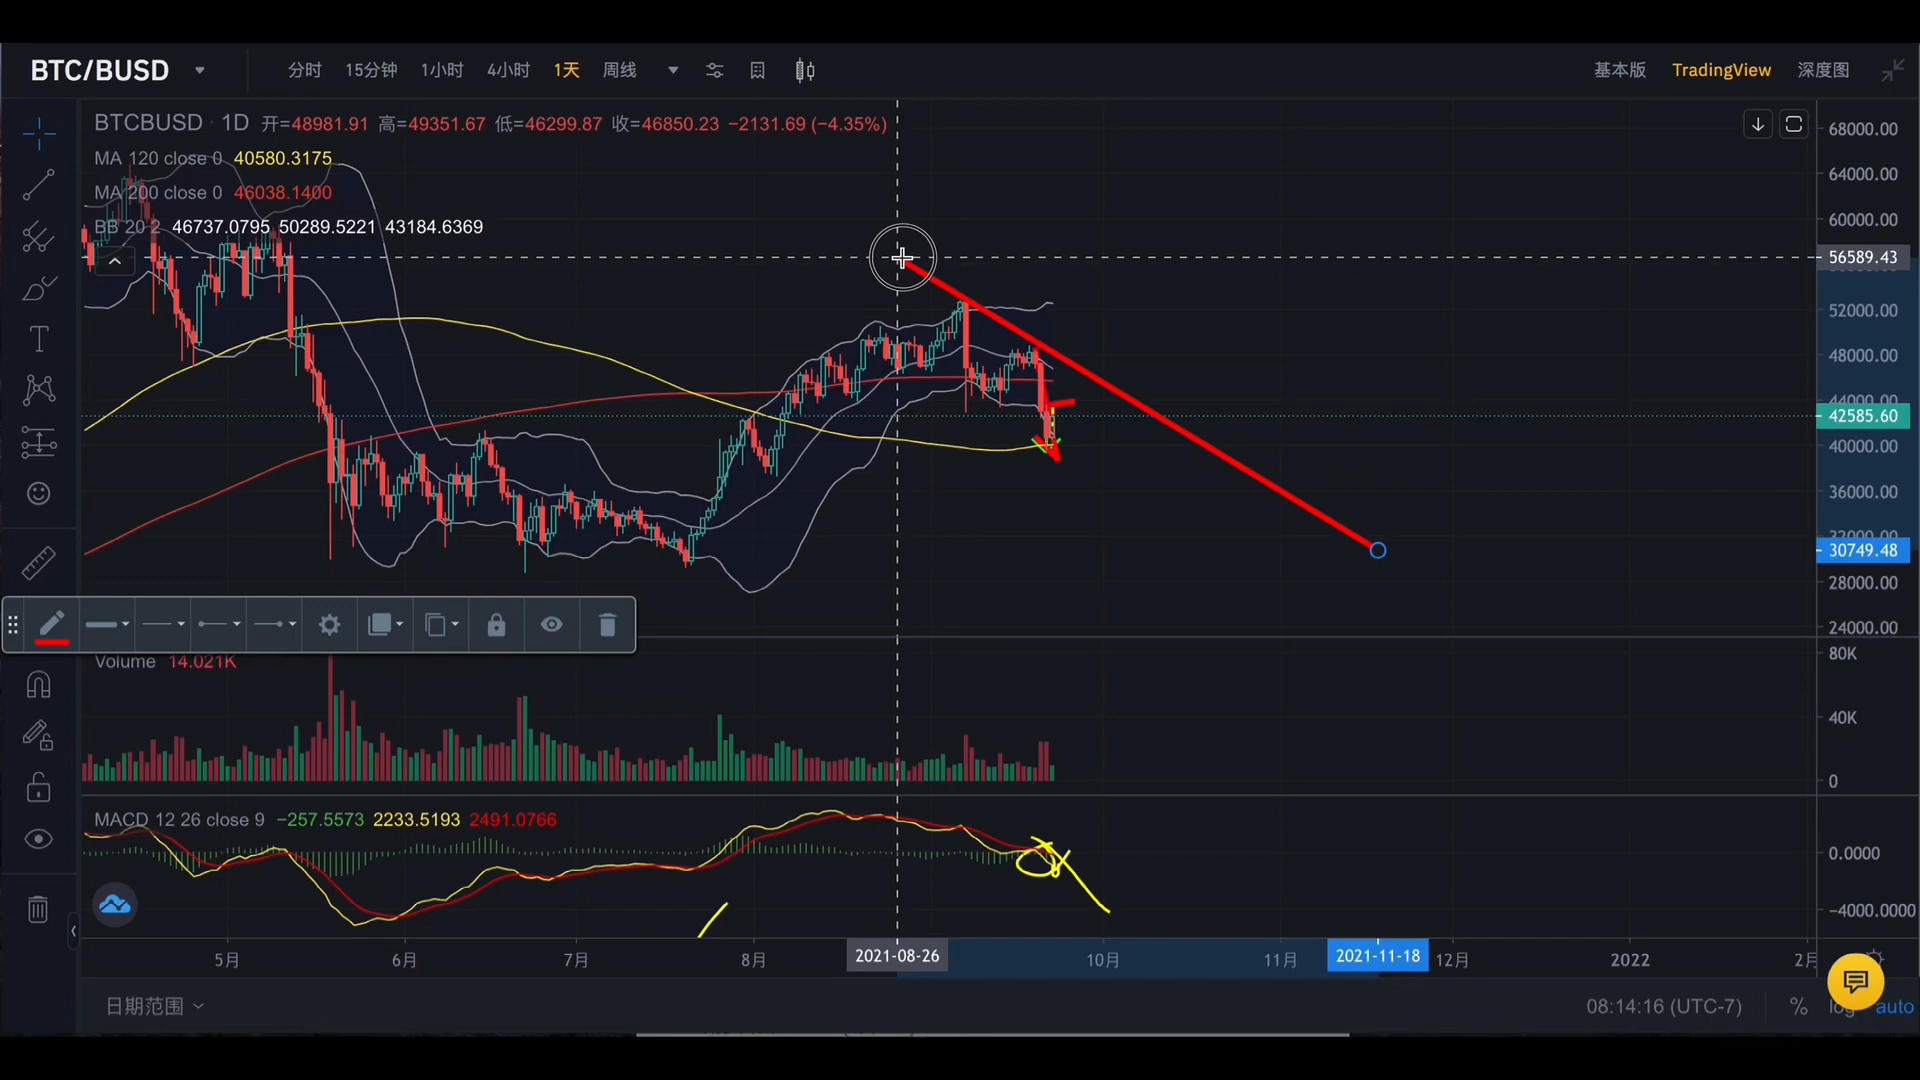 BTC/BUSD 分时 15分钟 1小时 4小时 1天 周线 基本版 TradingView 深度图
BTCBUSD · 1D 开=48981.91 高=49351.67 低=46299.87 收=46850.23 −2131.69 (−4.35%)
MA 120 close 0 40580.3175
MA 200 close 0 46038.1400
BB 20 2 46737.0795 50289.5221 43184.6369
68000.00
64000.00
60000.00
56589.43
52000.00
48000.00
44000.00
42585.60
40000.00
36000.00
32000.00
30749.48
28000.00
24000.00
Volume 14.021K
80K
40K
0
MACD 12 26 close 9 −257.5573 2233.5193 2491.0766
0.0000
−4000.0000
5月 6月 7月 8月 2021-08-26 10月 11月 2021-11-18 12月 2022 2月
日期范围 08:14:16 (UTC-7) % log auto